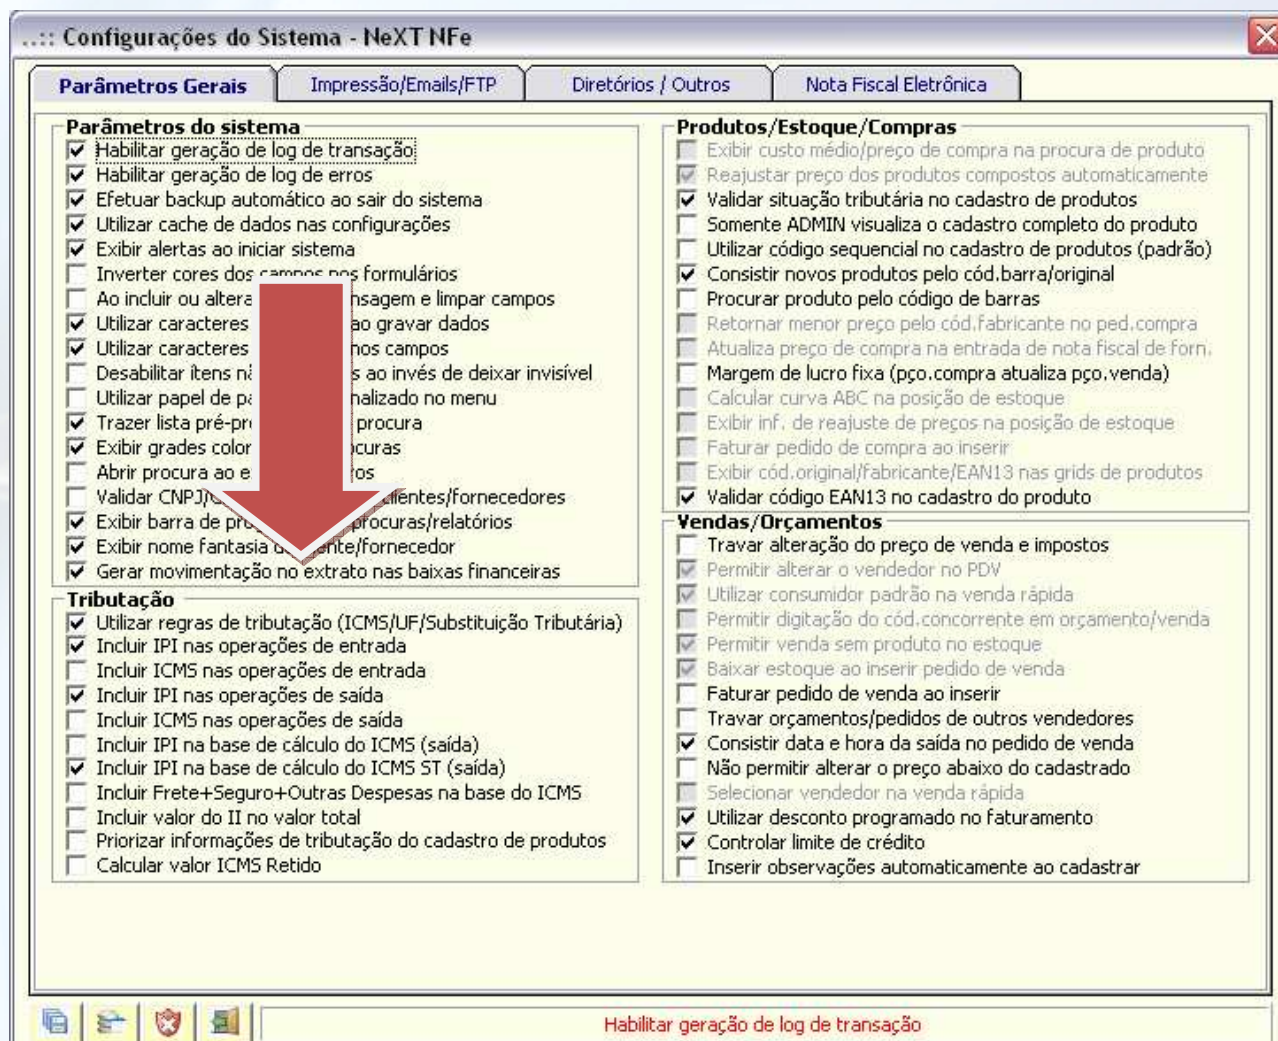 ..:: Configurações do Sistema - NeXT NFe
Parâmetros Gerais
Impressão/Emails/FTP
Diretórios / Outros
Nota Fiscal Eletrônica
Parâmetros do sistema
Habilitar geração de log de transação
Habilitar geração de log de erros
Efetuar backup automático ao sair do sistema
Utilizar cache de dados nas configurações
Exibir alertas ao iniciar sistema
Inverter cores dos campos nos formulários
Ao incluir ou altera nsagem e limpar campos
Utilizar caracteres ao gravar dados
Utilizar caracteres nos campos
Desabilitar ítens nã s ao invés de deixar invisível
Utilizar papel de pa nalizado no menu
Trazer lista pré-pr procura
Exibir grades color curas
Abrir procura ao e ros
Validar CNPJ/C lientes/fornecedores
Exibir barra de pro procuras/relatórios
Exibir nome fantasia d ente/fornecedor
Gerar movimentação no extrato nas baixas financeiras
Tributação
Utilizar regras de tributação (ICMS/UF/Substituição Tributária)
Incluir IPI nas operações de entrada
Incluir ICMS nas operações de entrada
Incluir IPI nas operações de saída
Incluir ICMS nas operações de saída
Incluir IPI na base de cálculo do ICMS (saída)
Incluir IPI na base de cálculo do ICMS ST (saída)
Incluir Frete+Seguro+Outras Despesas na base do ICMS
Incluir valor do II no valor total
Priorizar informações de tributação do cadastro de produtos
Calcular valor ICMS Retido
Produtos/Estoque/Compras
Exibir custo médio/preço de compra na procura de produto
Reajustar preço dos produtos compostos automaticamente
Validar situação tributária no cadastro de produtos
Somente ADMIN visualiza o cadastro completo do produto
Utilizar código sequencial no cadastro de produtos (padrão)
Consistir novos produtos pelo cód.barra/original
Procurar produto pelo código de barras
Retornar menor preço pelo cód.fabricante no ped.compra
Atualiza preço de compra na entrada de nota fiscal de forn.
Margem de lucro fixa (pço.compra atualiza pço.venda)
Calcular curva ABC na posição de estoque
Exibir inf. de reajuste de preços na posição de estoque
Faturar pedido de compra ao inserir
Exibir cód.original/fabricante/EAN13 nas grids de produtos
Validar código EAN13 no cadastro do produto
Vendas/Orçamentos
Travar alteração do preço de venda e impostos
Permitir alterar o vendedor no PDV
Utilizar consumidor padrão na venda rápida
Permitir digitação do cód.concorrente em orçamento/venda
Permitir venda sem produto no estoque
Baixar estoque ao inserir pedido de venda
Faturar pedido de venda ao inserir
Travar orçamentos/pedidos de outros vendedores
Consistir data e hora da saída no pedido de venda
Não permitir alterar o preço abaixo do cadastrado
Selecionar vendedor na venda rápida
Utilizar desconto programado no faturamento
Controlar limite de crédito
Inserir observações automaticamente ao cadastrar
Habilitar geração de log de transação